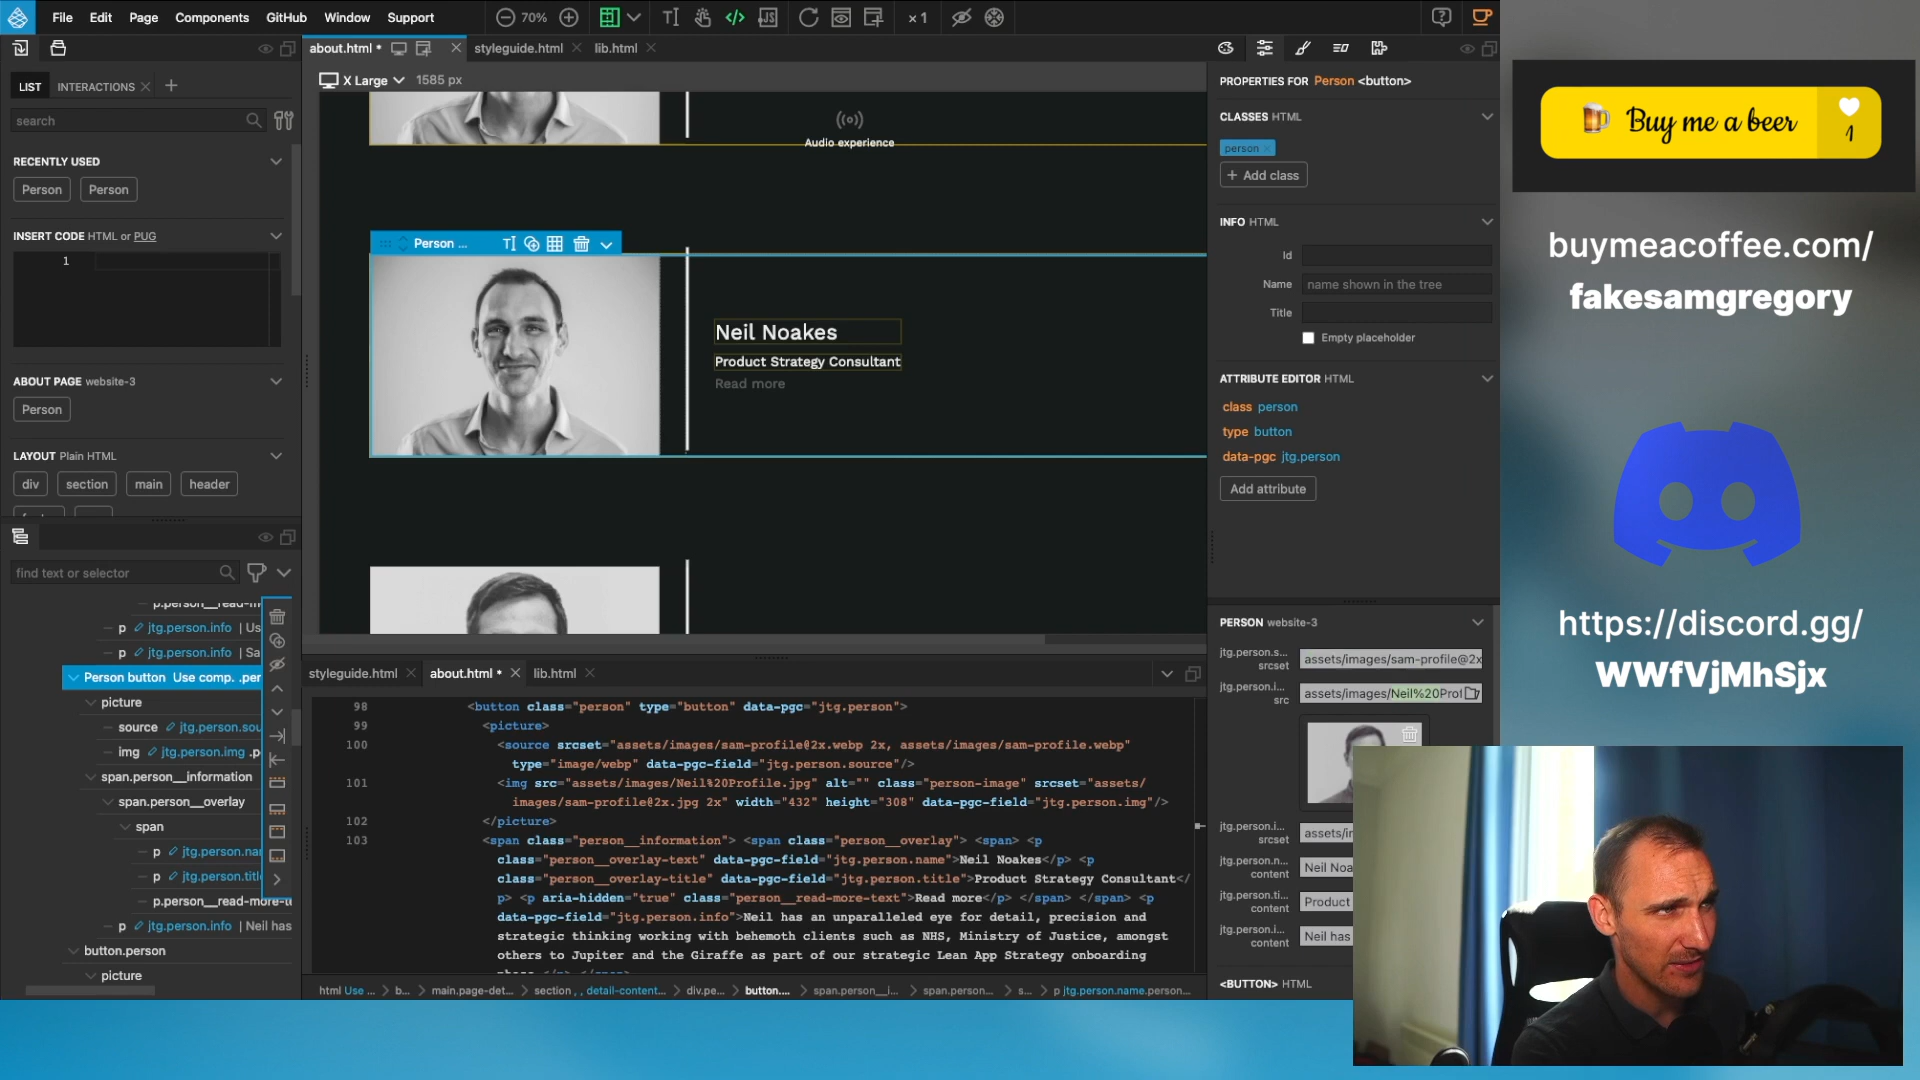 File Edit Page Components GitHub Window Support
70%
JS
× 1
about.html * styleguide.html lib.html
LIST INTERACTIONS
search
RECENTLY USED
Person Person
INSERT CODE HTML or PUG
1
ABOUT PAGE website-3
Person
LAYOUT Plain HTML
div section main header
find text or selector
p jtg.person.info | Us
p jtg.person.info | Sa
Person button Use comp. .per
picture
source jtg.person.sou
img jtg.person.img .p
span.person__information
span.person__overlay
span
p jtg.person.nar
p jtg.person.titl
p.person__read-more-t
p jtg.person.info | Neil has
button.person
picture
X Large 1585 px
Audio experience
Person ...
Neil Noakes
Product Strategy Consultant
Read more
styleguide.html about.html * lib.html
98 <button class="person" type="button" data-pgc="jtg.person">
99 <picture>
100 <source srcset="assets/images/sam-profile@2x.webp 2x, assets/images/sam-profile.webp"
type="image/webp" data-pgc-field="jtg.person.source"/>
101 <img src="assets/images/Neil%20Profile.jpg" alt="" class="person-image" srcset="assets/
images/sam-profile@2x.jpg 2x" width="432" height="308" data-pgc-field="jtg.person.img"/>
102 </picture>
103 <span class="person__information"> <span class="person__overlay"> <span> <p
class="person__overlay-text" data-pgc-field="jtg.person.name">Neil Noakes</p> <p
class="person__overlay-title" data-pgc-field="jtg.person.title">Product Strategy Consultant</
p> <p aria-hidden="true" class="person__read-more-text">Read more</p> </span> </span> <p
data-pgc-field="jtg.person.info">Neil has an unparalleled eye for detail, precision and
strategic thinking working with behemoth clients such as NHS, Ministry of Justice, amongst
others to Jupiter and the Giraffe as part of our strategic Lean App Strategy onboarding
html Use ... b... main.page-det... section , , detail-content... div.pe... button.... span.person__i... span.person... s... p jtg.person.name.person...
PROPERTIES FOR Person <button>
CLASSES HTML
person ×
+ Add class
INFO HTML
Id
Name name shown in the tree
Title
Empty placeholder
ATTRIBUTE EDITOR HTML
class person
type button
data-pgc jtg.person
Add attribute
PERSON website-3
jtg.person.s...
srcset assets/images/sam-profile@2x
jtg.person.i...
src assets/images/Neil%20Prof
jtg.person.i...
srcset assets/i
jtg.person.n...
content Neil Noa
jtg.person.ti...
content Product
jtg.person.i...
content Neil has
<BUTTON> HTML
Buy me a beer
1
buymeacoffee.com/
fakesamgregory
https://discord.gg/
WWfVjMhSjx